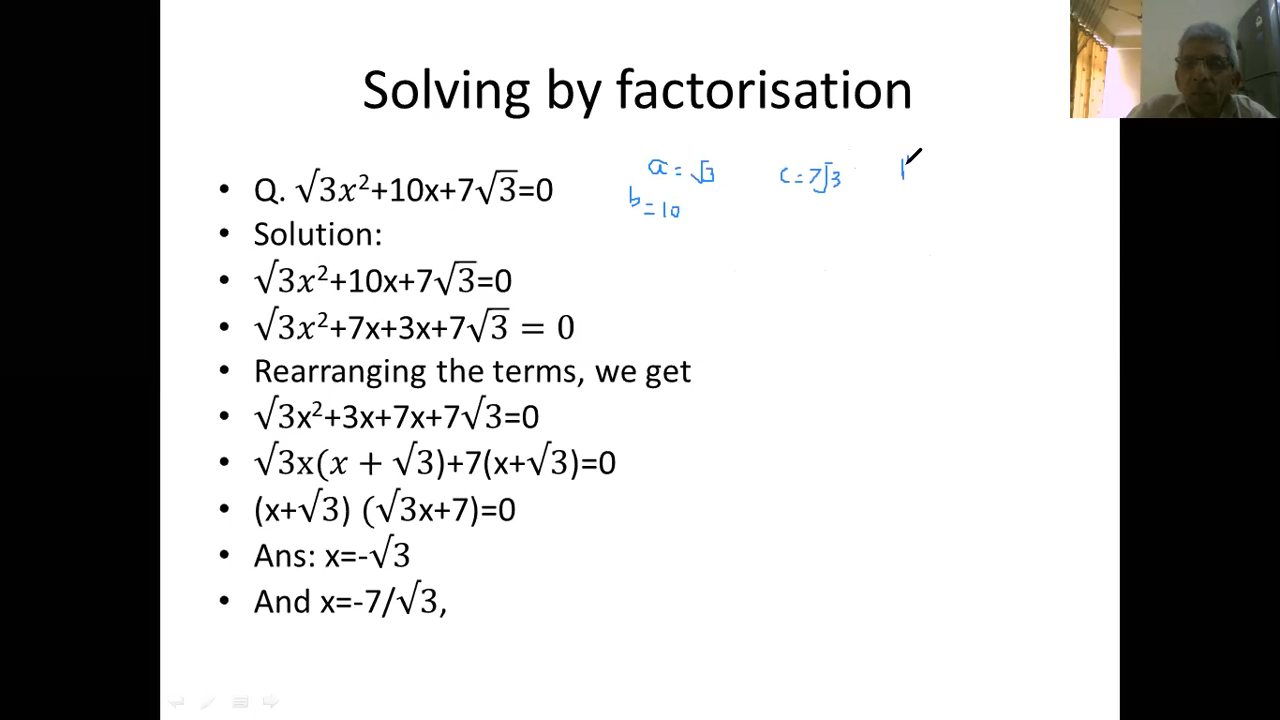 Solving by factorisation
• Q. √3x²+10x+7√3=0
a = √3 c = 7√3
b = 10
• Solution:
• √3x²+10x+7√3=0
• √3x²+7x+3x+7√3 = 0
• Rearranging the terms, we get
• √3x²+3x+7x+7√3=0
• √3x(x + √3)+7(x+√3)=0
• (x+√3) (√3x+7)=0
• Ans: x=-√3
• And x=-7/√3,